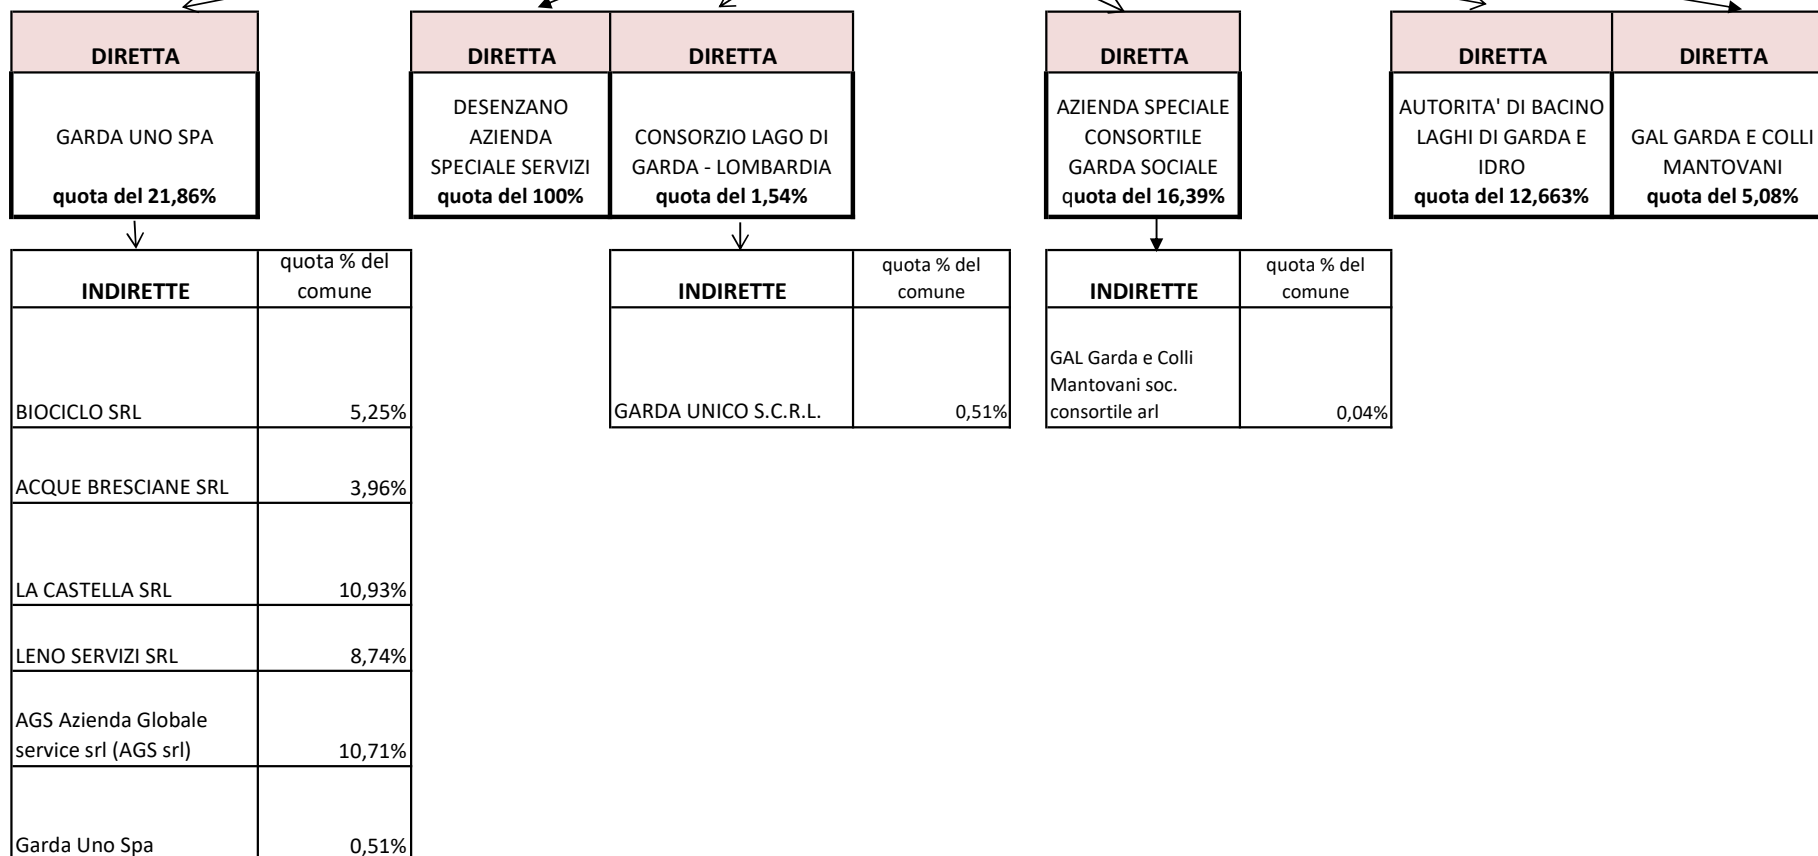 DIRETTA
GARDA UNO SPA
quota del 21,86%
DIRETTA
DESENZANO
AZIENDA
SPECIALE SERVIZI
quota del 100%
DIRETTA
CONSORZIO LAGO DI
GARDA - LOMBARDIA
quota del 1,54%
DIRETTA
AZIENDA SPECIALE
CONSORTILE
GARDA SOCIALE
quota del 16,39%
DIRETTA
AUTORITA' DI BACINO
LAGHI DI GARDA E
IDRO
quota del 12,663%
DIRETTA
GAL GARDA E COLLI
MANTOVANI
quota del 5,08%
INDIRETTE
quota % del
comune
BIOCICLO SRL
5,25%
ACQUE BRESCIANE SRL
3,96%
LA CASTELLA SRL
10,93%
LENO SERVIZI SRL
8,74%
AGS Azienda Globale
service srl (AGS srl)
10,71%
Garda Uno Spa
0,51%
INDIRETTE
quota % del
comune
GARDA UNICO S.C.R.L.
0,51%
INDIRETTE
quota % del
comune
GAL Garda e Colli
Mantovani soc.
consortile arl
0,04%